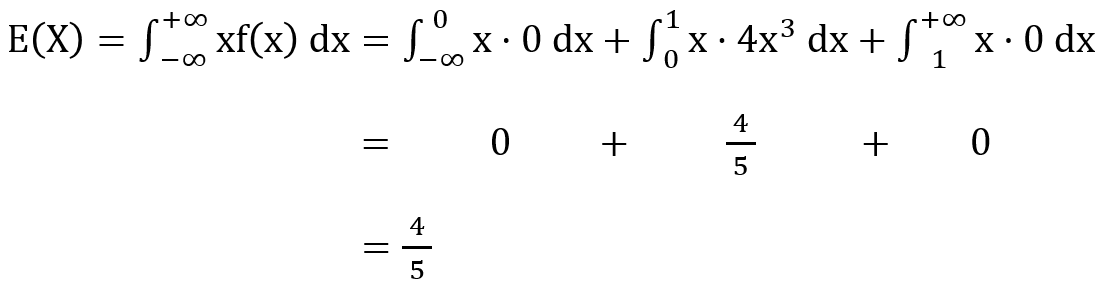 E(X) = ∫_{−∞}^{+∞} xf(x) dx = ∫_{−∞}^{0} x · 0 dx + ∫_{0}^{1} x · 4x³ dx + ∫_{1}^{+∞} x · 0 dx
= 0 + 4/5 + 0
= 4/5